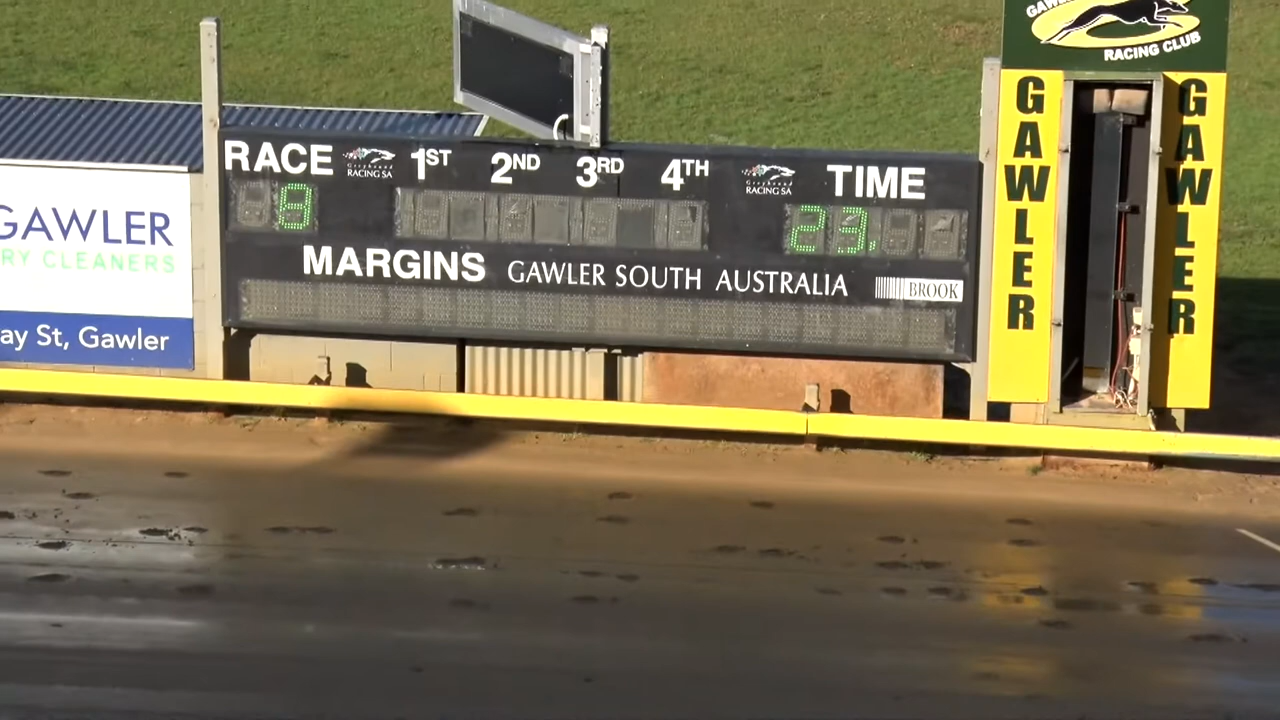 GAWLER
RY CLEANERS
ay St, Gawler
RACE
Greyhound
RACING SA
1ST 2ND 3RD 4TH
Greyhound
RACING SA
TIME
8
23.
MARGINS GAWLER SOUTH AUSTRALIA BROOK
RACING CLUB
GAWLER
GAWLER